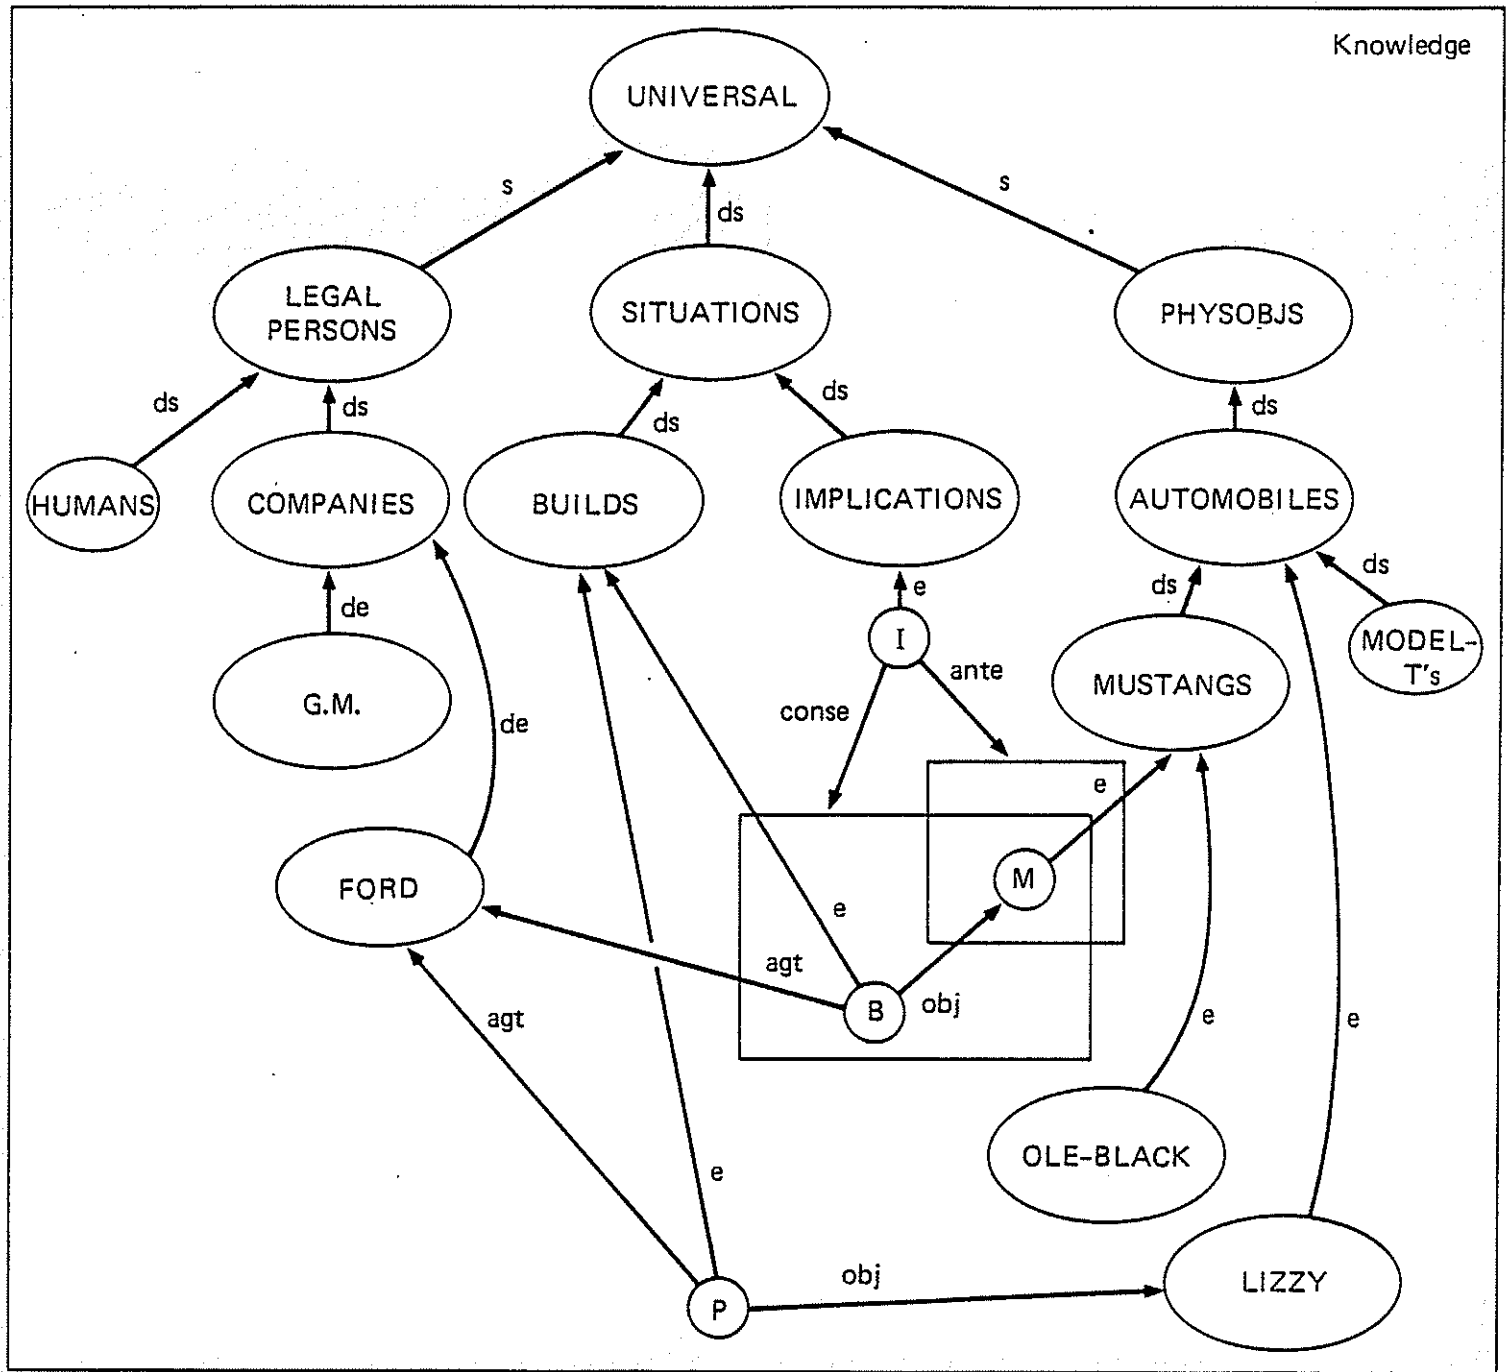 Knowledge
UNIVERSAL
s
ds
s
LEGAL
PERSONS
SITUATIONS
PHYSOBJS
ds
ds
ds
ds
ds
HUMANS
COMPANIES
BUILDS
IMPLICATIONS
AUTOMOBILES
de
e
ds
ds
I
ante
MODEL-
T's
G.M.
conse
MUSTANGS
de
e
FORD
M
e
agt
B
obj
agt
e
e
OLE-BLACK
e
obj
LIZZY
P